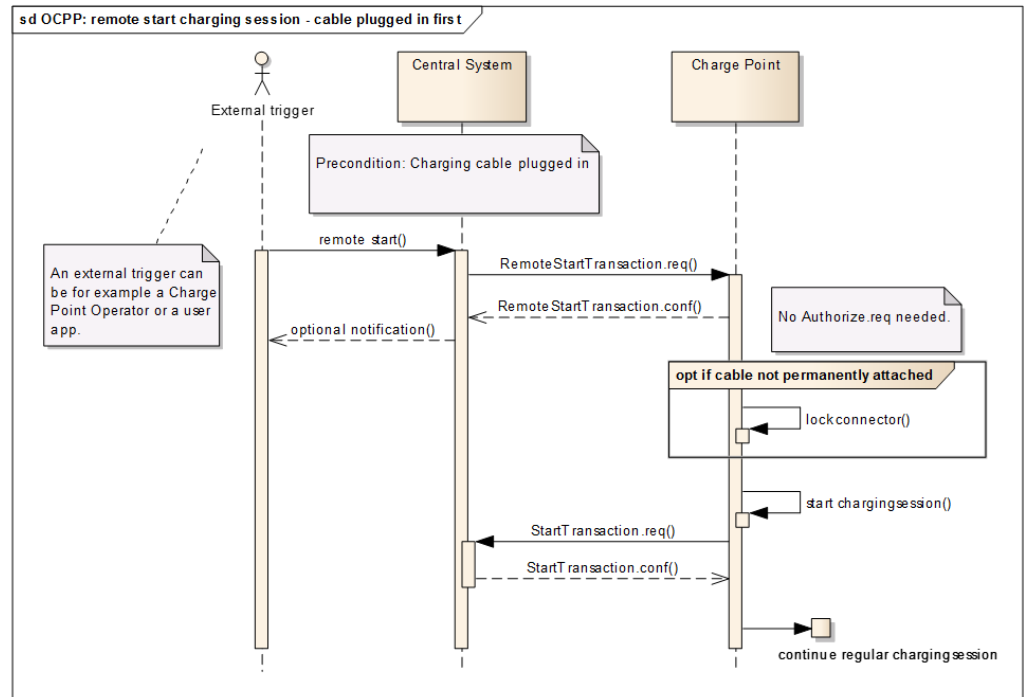 sd OCPP: remote start charging session - cable plugged in first
External trigger
Central System
Charge Point
Precondition: Charging cable plugged in
An external trigger can
be for example a Charge
Point Operator or a user
app.
remote start()
RemoteStartTransaction.req()
RemoteStartTransaction.conf()
optional notification()
No Authorize.req needed.
opt if cable not permanently attached
lockconnector()
start chargingsession()
StartTransaction.req()
StartTransaction.conf()
continue regular chargingsession